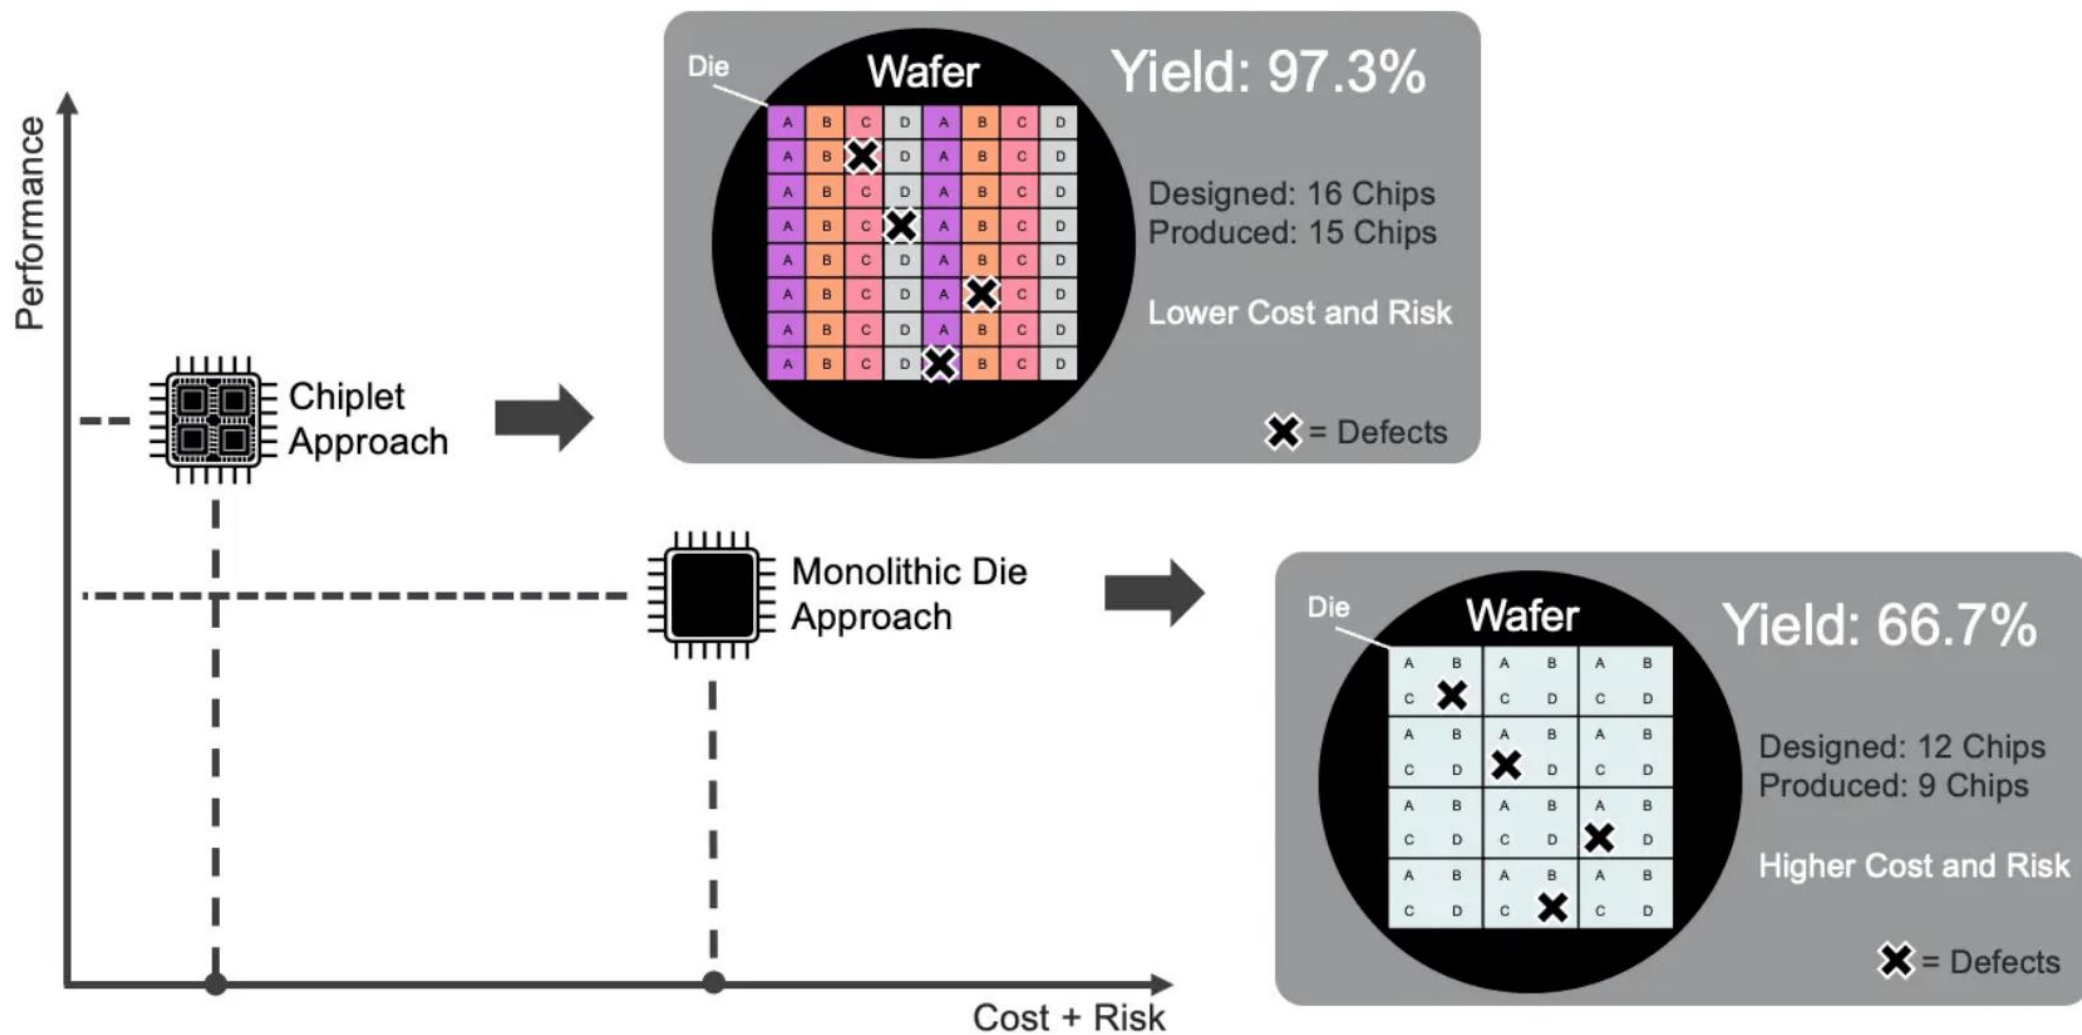 Performance
Chiplet
Approach
Die
Wafer
A B C D A B C D
A B D A B C D
A B C D A B C D
A B C A B C D
A B C D A B C D
A B C D A C D
A B C D A B C D
A B C D B C D
Yield: 97.3%
Designed: 16 Chips
Produced: 15 Chips
Lower Cost and Risk
= Defects
Monolithic Die
Approach
Die
Wafer
A B A B A B
C C D C D
A B A B A B
C D D C D
A B A B A B
C D C D D
A B A B A B
C D C C D
Yield: 66.7%
Designed: 12 Chips
Produced: 9 Chips
Higher Cost and Risk
= Defects
Cost + Risk